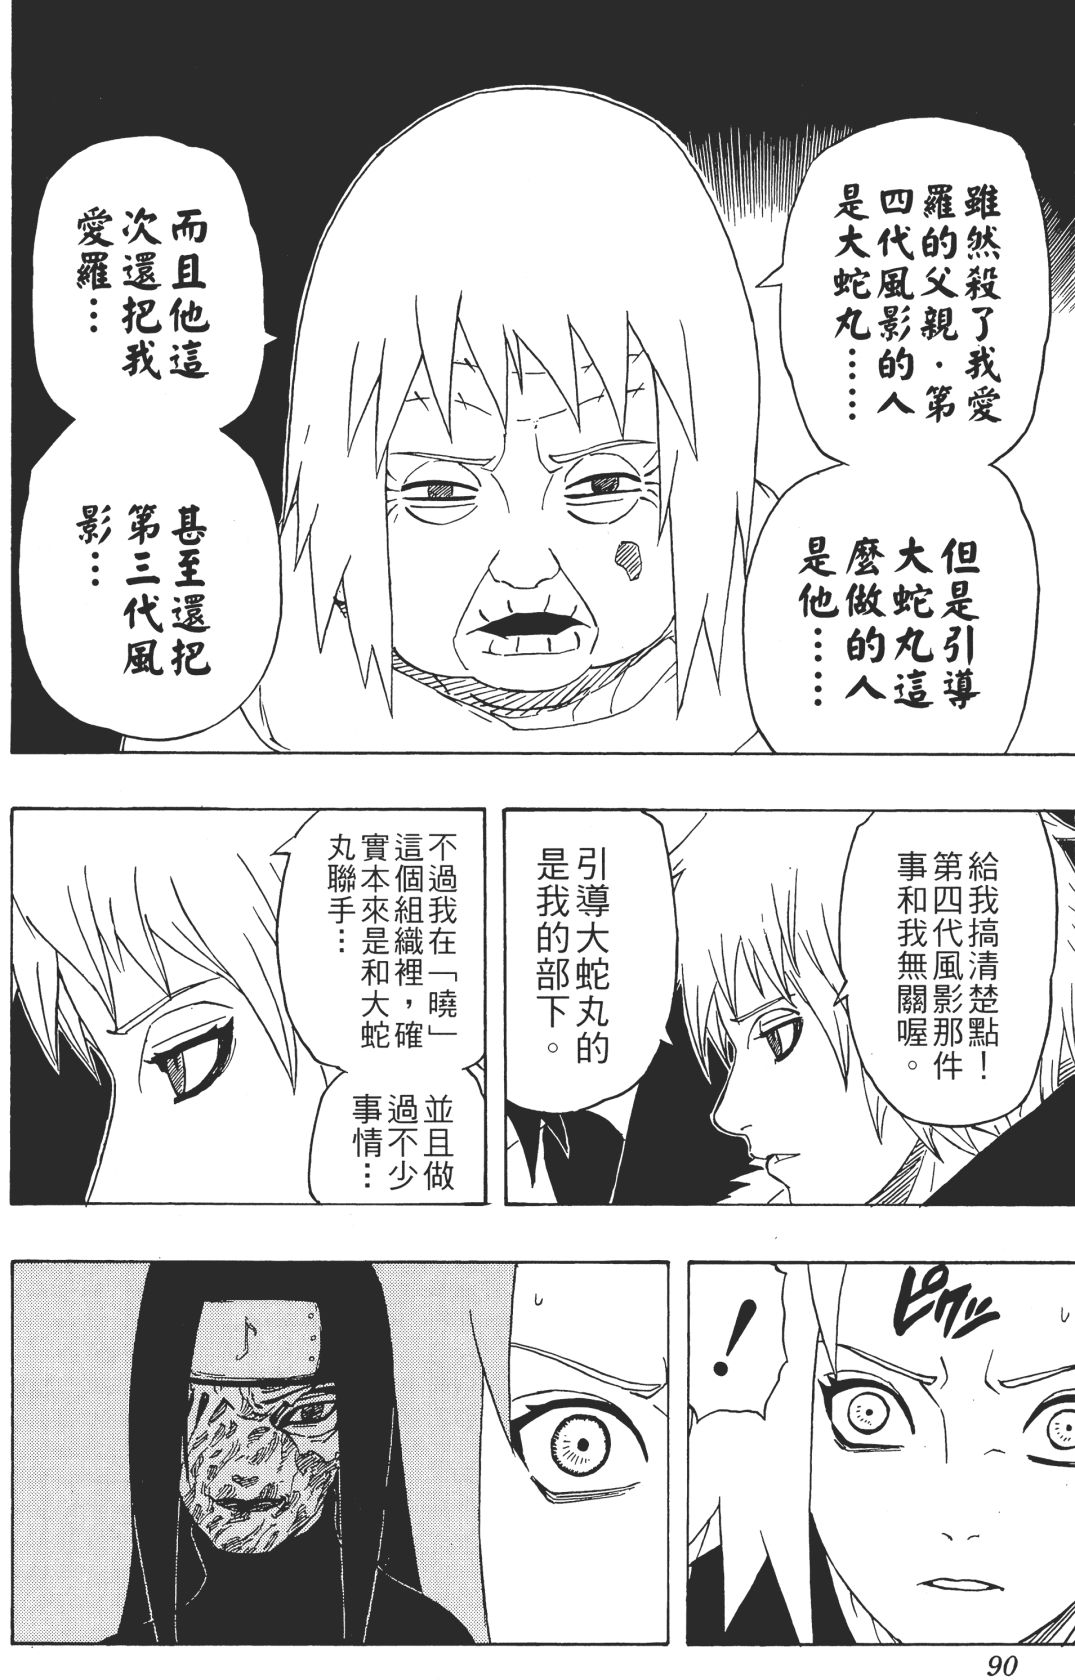 雖然殺了我愛
羅的父親．第
四代風影的人
是大蛇丸……
但是引導
大蛇丸這
麼做的人
是他……
而且他這
次還把我
愛羅…
甚至還把
第三代風
影…
給我搞清楚點！
第四代風影那件
事和我無關喔。
引導大蛇丸的
是我的部下。
不過我在「曉」
這個組織裡，確
實本來是和大蛇
丸聯手…
並且做
過不少
事情…
ピクッ
！
90